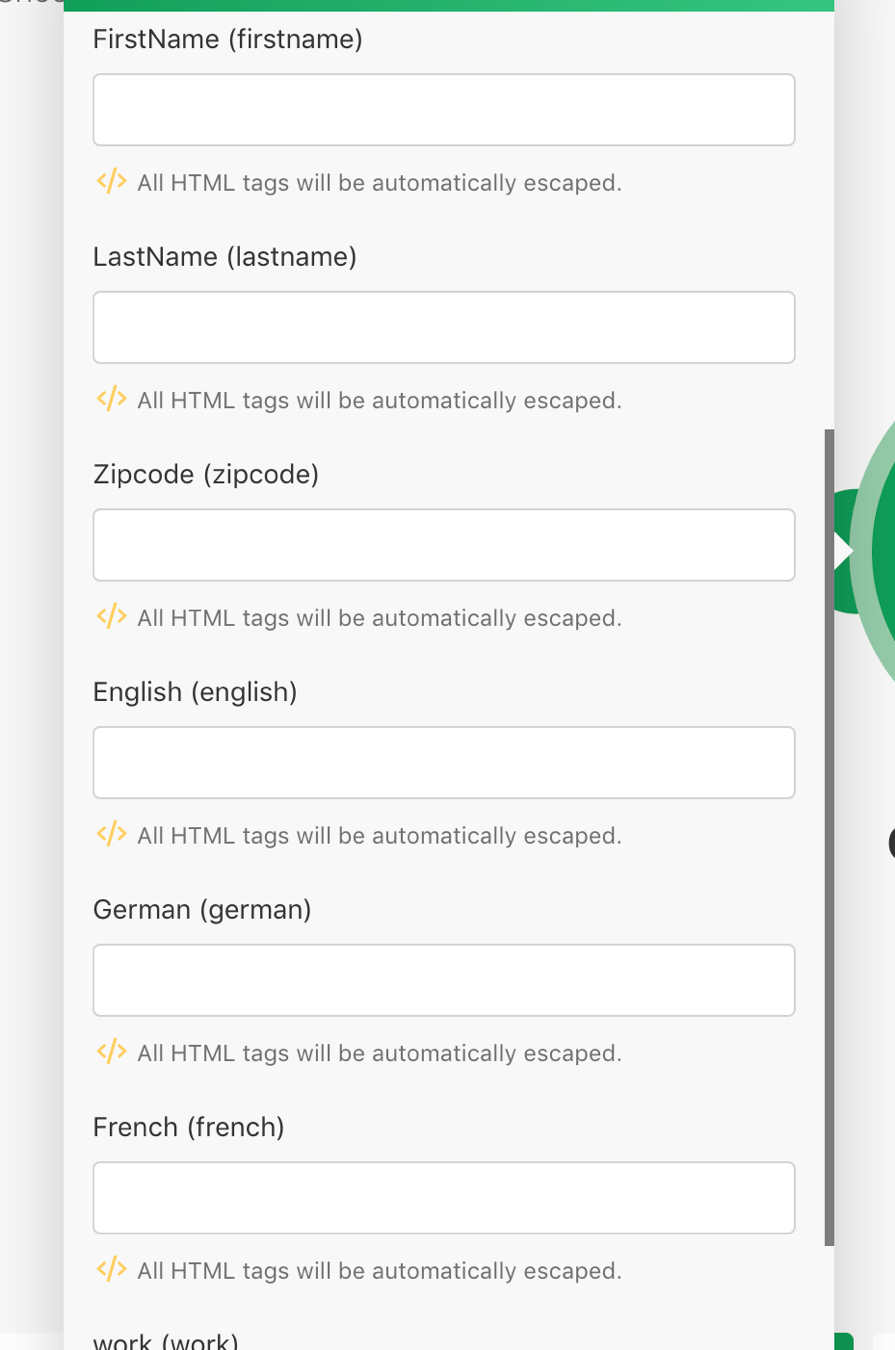 FirstName (firstname)
</> All HTML tags will be automatically escaped.
LastName (lastname)
</> All HTML tags will be automatically escaped.
Zipcode (zipcode)
</> All HTML tags will be automatically escaped.
English (english)
</> All HTML tags will be automatically escaped.
German (german)
</> All HTML tags will be automatically escaped.
French (french)
</> All HTML tags will be automatically escaped.
work (work)